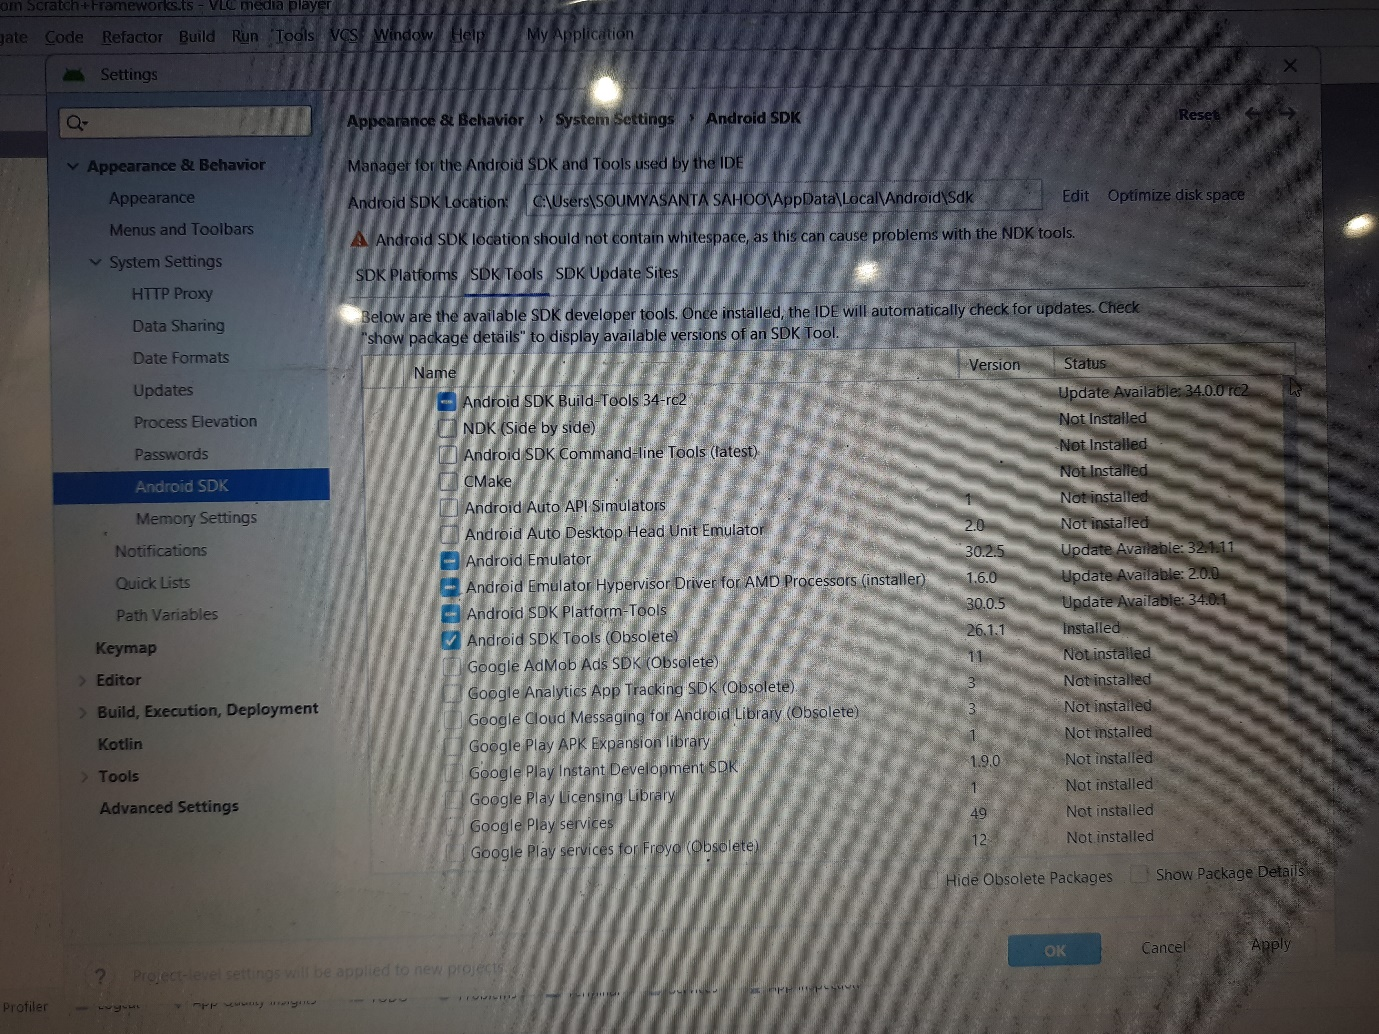 om Scratch+Frameworks.ts - VLC media player
gate Code Refactor Build Run Tools VCS Window Help My Application
Settings
Appearance & Behavior › System Settings › Android SDK
Reset
Manager for the Android SDK and Tools used by the IDE
Android SDK Location: C:\Users\SOUMYASANTA SAHOO\AppData\Local\Android\Sdk Edit Optimize disk space
Android SDK location should not contain whitespace, as this can cause problems with the NDK tools.
SDK Platforms SDK Tools SDK Update Sites
Below are the available SDK developer tools. Once installed, the IDE will automatically check for updates. Check
"show package details" to display available versions of an SDK Tool.
Appearance & Behavior
Appearance
Menus and Toolbars
System Settings
HTTP Proxy
Data Sharing
Date Formats
Updates
Process Elevation
Passwords
Android SDK
Memory Settings
Notifications
Quick Lists
Path Variables
Keymap
Editor
Build, Execution, Deployment
Kotlin
Tools
Advanced Settings
Name Version Status
Android SDK Build-Tools 34-rc2 Update Available: 34.0.0 rc2
NDK (Side by side) Not Installed
Android SDK Command-line Tools (latest) Not Installed
CMake Not Installed
Android Auto API Simulators 1 Not installed
Android Auto Desktop Head Unit Emulator 2.0 Not installed
Android Emulator 30.2.5 Update Available: 32.1.11
Android Emulator Hypervisor Driver for AMD Processors (installer) 1.6.0 Update Available: 2.0.0
Android SDK Platform-Tools 30.0.5 Update Available: 34.0.1
Android SDK Tools (Obsolete) 26.1.1 Installed
Google AdMob Ads SDK (Obsolete) 11 Not installed
Google Analytics App Tracking SDK (Obsolete) 3 Not installed
Google Cloud Messaging for Android Library (Obsolete) 3 Not installed
Google Play APK Expansion library 1 Not installed
Google Play Instant Development SDK 1.9.0 Not installed
Google Play Licensing Library 1 Not installed
Google Play services 49 Not installed
Google Play services for Froyo (Obsolete) 12 Not installed
Hide Obsolete Packages Show Package Details
OK Cancel Apply
? Project-level settings will be applied to new projects
Profiler Logcat App Quality Insights TODO Problems Terminal Services App Inspection